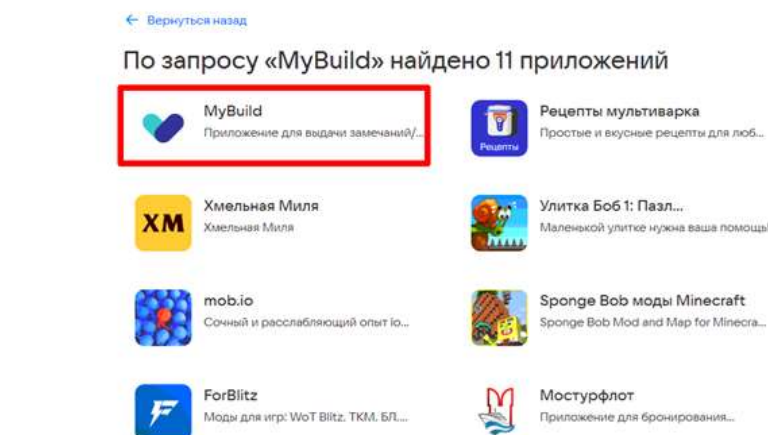 Вернуться назад
По запросу «MyBuild» найдено 11 приложений
MyBuild
Приложение для выдачи замечаний/...
Рецепты
Рецепты мультиварка
Простые и вкусные рецепты для люб...
ХМ
Хмельная Миля
Хмельная Миля
Улитка Боб 1: Пазл...
Маленькой улитке нужна ваша помощь!
mob.io
Сочный и расслабляющий опыт io...
Sponge Bob моды Minecraft
Sponge Bob Mod and Map for Minecra...
ForBlitz
Моды для игр: WoT Blitz, ТКМ, БЛ....
Мостурфлот
Приложение для бронирования...